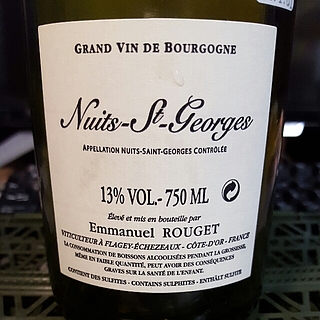 GRAND VIN DE BOURGOGNE
Nuits-St-Georges
APPELLATION NUITS-SAINT-GEORGES CONTRÔLÉE
13% VOL.- 750 ML
Élevé et mis en bouteille par
Emmanuel ROUGET
VITICULTEUR À FLAGEY-ÉCHEZEAUX - CÔTE-D'OR - FRANCE
LA CONSOMMATION DE BOISSONS ALCOOLISÉES PENDANT LA GROSSESSE,
MÊME EN FAIBLE QUANTITÉ, PEUT AVOIR DES CONSÉQUENCES
GRAVES SUR LA SANTÉ DE L'ENFANT.
CONTIENT DES SULFITES - CONTAINS SULPHITES - ENTHÄLT SULFITE